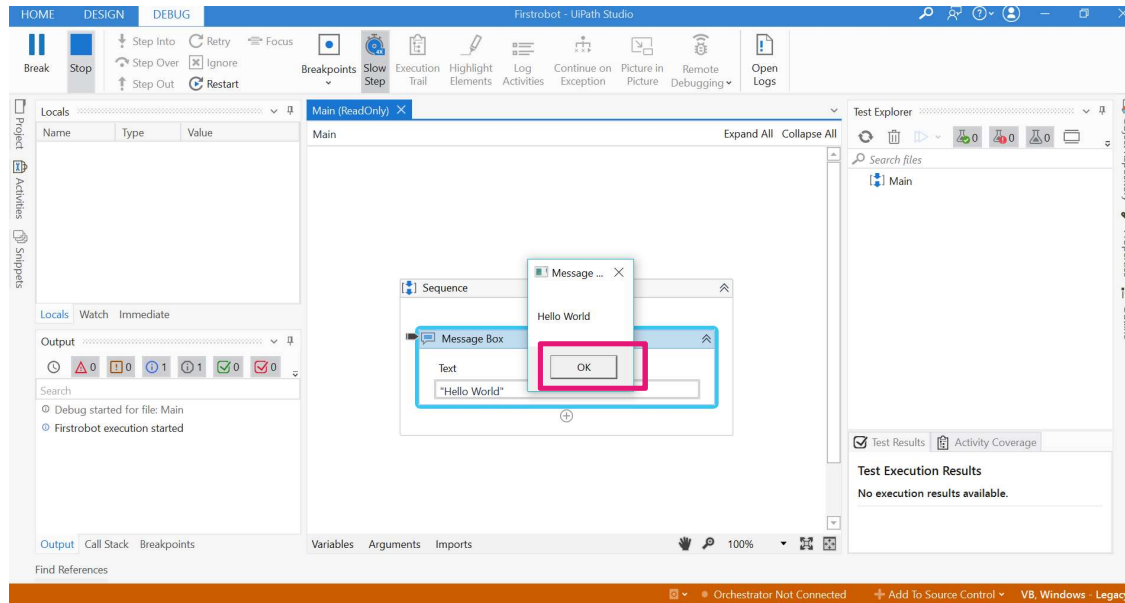 HOME DESIGN DEBUG Firstrobot - UiPath Studio
Break
Stop
Step Into Retry Focus
Step Over Ignore
Step Out Restart
Breakpoints
Slow Step
Execution Trail
Highlight Elements
Log Activities
Continue on Exception
Picture in Picture
Remote Debugging
Open Logs
4X
Project
Activities
Snippets
Locals
Name Type Value
Locals Watch Immediate
Output
0 0 1 1 0 0
Search
Debug started for file: Main
Firstrobot execution started
Output Call Stack Breakpoints
Find References
Main (ReadOnly)
Main Expand All Collapse All
Sequence
Message Box
Text
"Hello World"
Message ...
Hello World
OK
Variables Arguments Imports 100%
Test Explorer
0 0 0
Search files
Main
Test Results Activity Coverage
Test Execution Results
No execution results available.
Orchestrator Not Connected Add To Source Control VB, Windows - Legacy